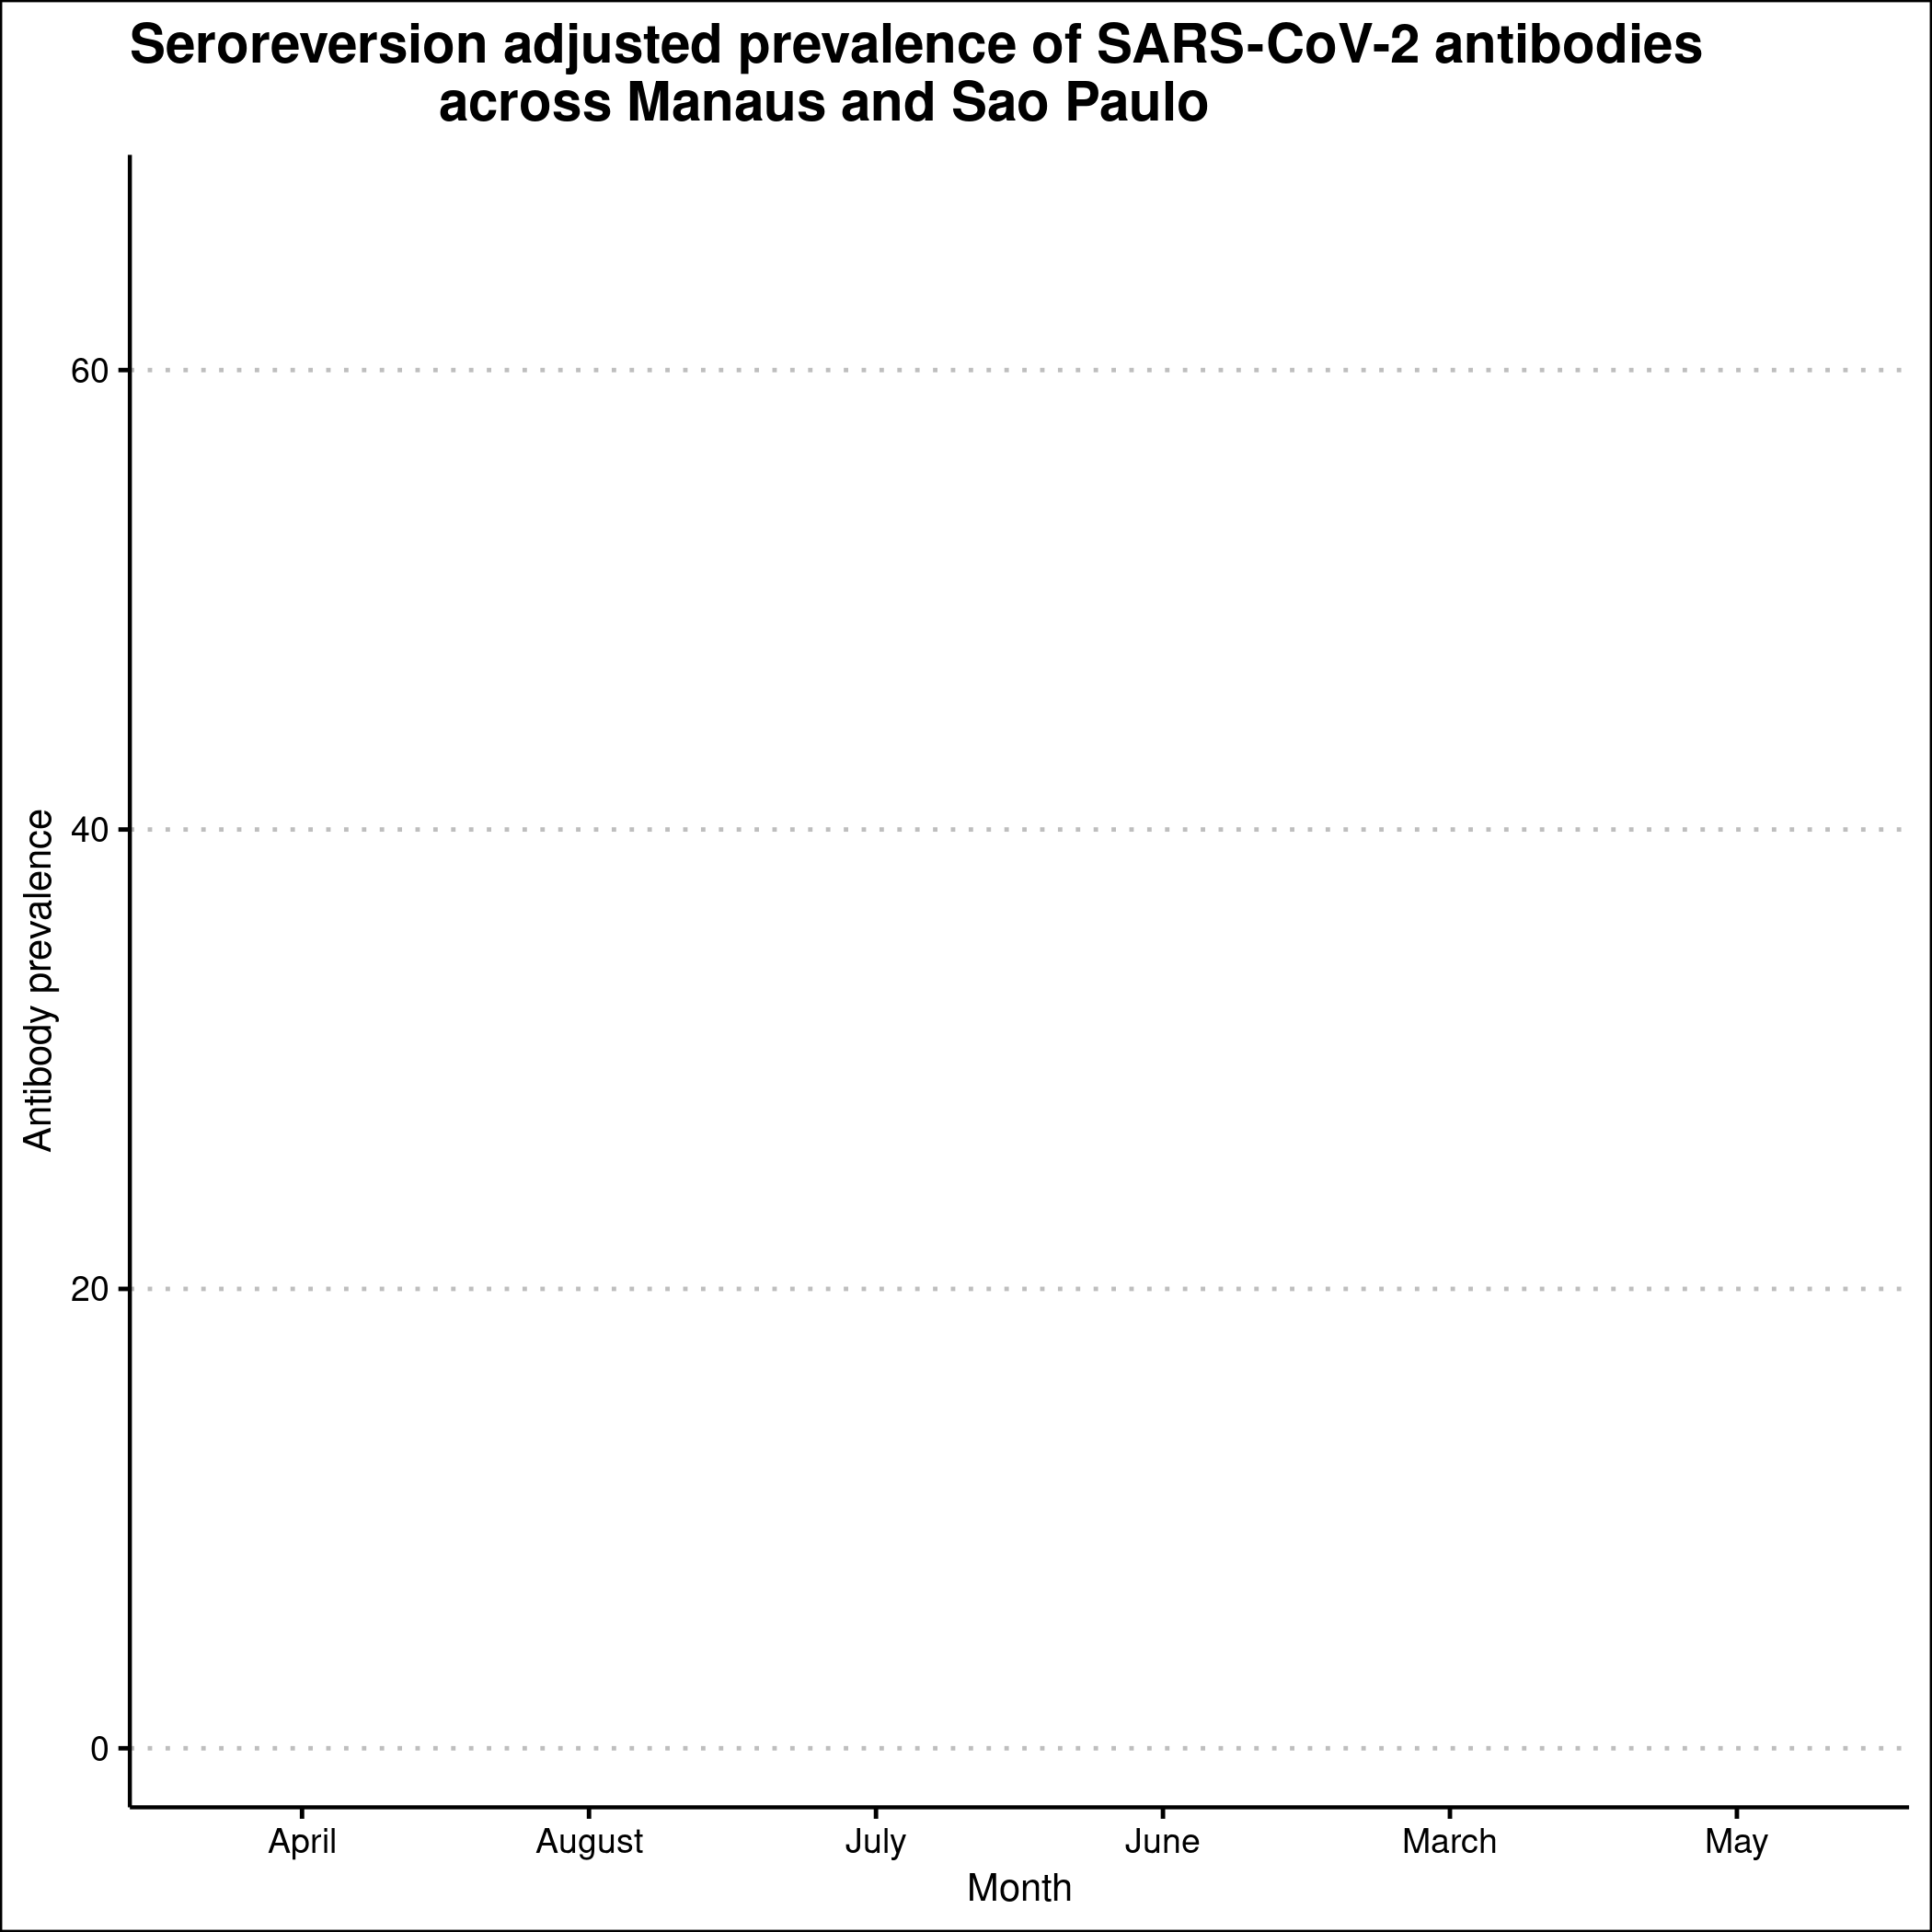 Seroreversion adjusted prevalence of SARS-CoV-2 antibodies
across Manaus and Sao Paulo
60
40
20
0
Antibody prevalence
April August July June March May
Month